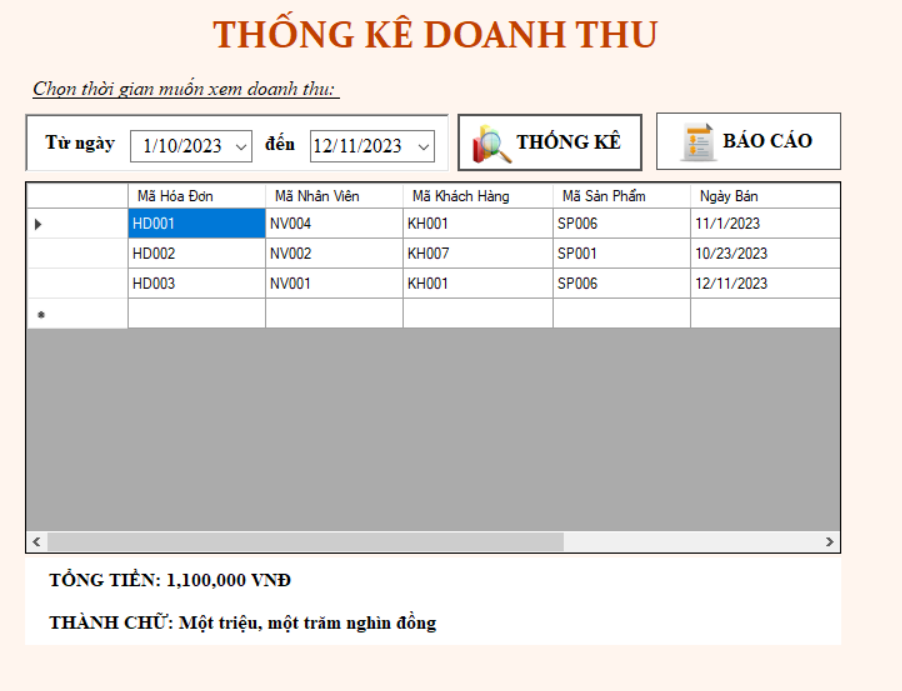 THỐNG KÊ DOANH THU
Chọn thời gian muốn xem doanh thu:
Từ ngày 1/10/2023 đến 12/11/2023 THỐNG KÊ BÁO CÁO
Mã Hóa Đơn Mã Nhân Viên Mã Khách Hàng Mã Sản Phẩm Ngày Bán
HD001 NV004 KH001 SP006 11/1/2023
HD002 NV002 KH007 SP001 10/23/2023
HD003 NV001 KH001 SP006 12/11/2023
TỔNG TIỀN: 1,100,000 VNĐ
THÀNH CHỮ: Một triệu, một trăm nghìn đồng